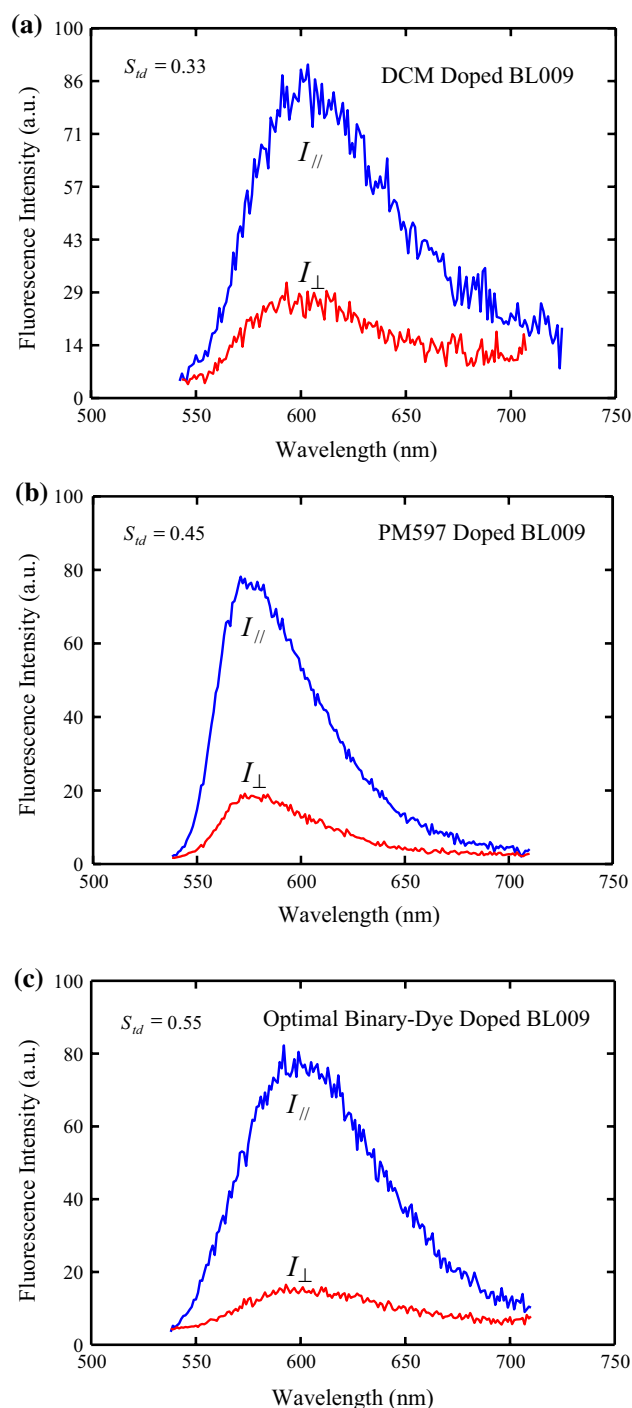 (a)
100
S_td = 0.33
DCM Doped BL009
86
71
57
43
29
14
0
I_//
I_⊥
Fluorescence Intensity (a.u.)
500 550 600 650 700 750
Wavelength (nm)
(b)
100
S_td = 0.45
PM597 Doped BL009
80
60
40
20
0
I_//
I_⊥
Fluorescence Intensity (a.u.)
500 550 600 650 700 750
Wavelength (nm)
(c)
100
S_td = 0.55
Optimal Binary-Dye Doped BL009
80
60
40
20
0
I_//
I_⊥
Fluorescence Intensity (a.u.)
500 550 600 650 700 750
Wavelength (nm)